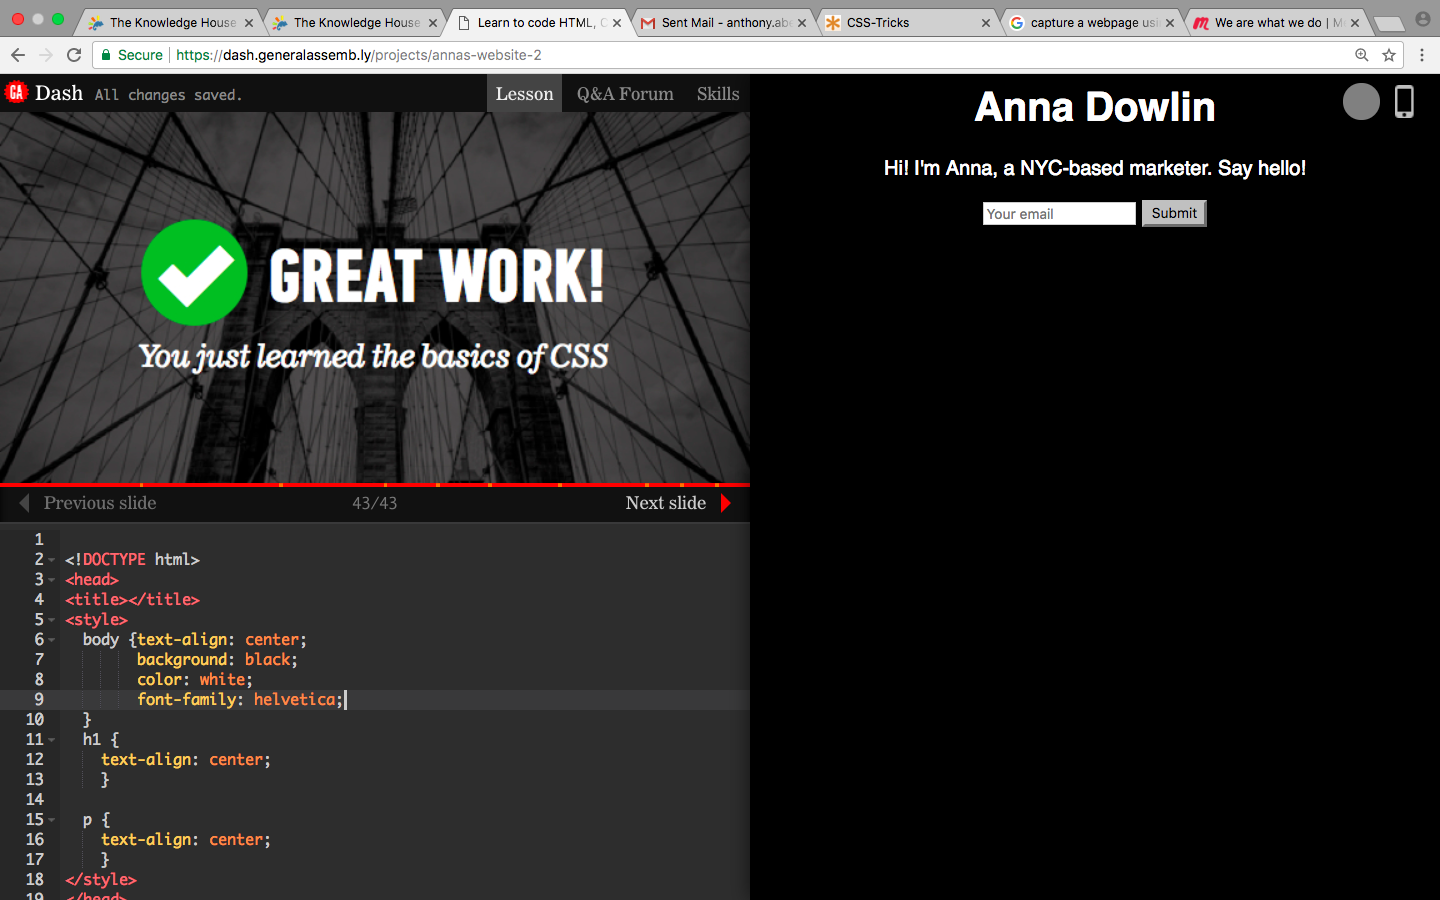 The Knowledge House
The Knowledge House
Learn to code HTML, C
Sent Mail - anthony.abe
CSS-Tricks
capture a webpage usi
We are what we do | M
Secure
https://dash.generalassemb.ly/projects/annas-website-2
GA
Dash
All changes saved.
Lesson
Q&A Forum
Skills
GREAT WORK!
You just learned the basics of CSS
Previous slide
43/43
Next slide
1
2 <!DOCTYPE html>
3 <head>
4 <title></title>
5 <style>
6 body {text-align: center;
7 background: black;
8 color: white;
9 font-family: helvetica;
10 }
11 h1 {
12 text-align: center;
13 }
14
15 p {
16 text-align: center;
17 }
18 </style>
19 </head>
Anna Dowlin
Hi! I'm Anna, a NYC-based marketer. Say hello!
Your email
Submit